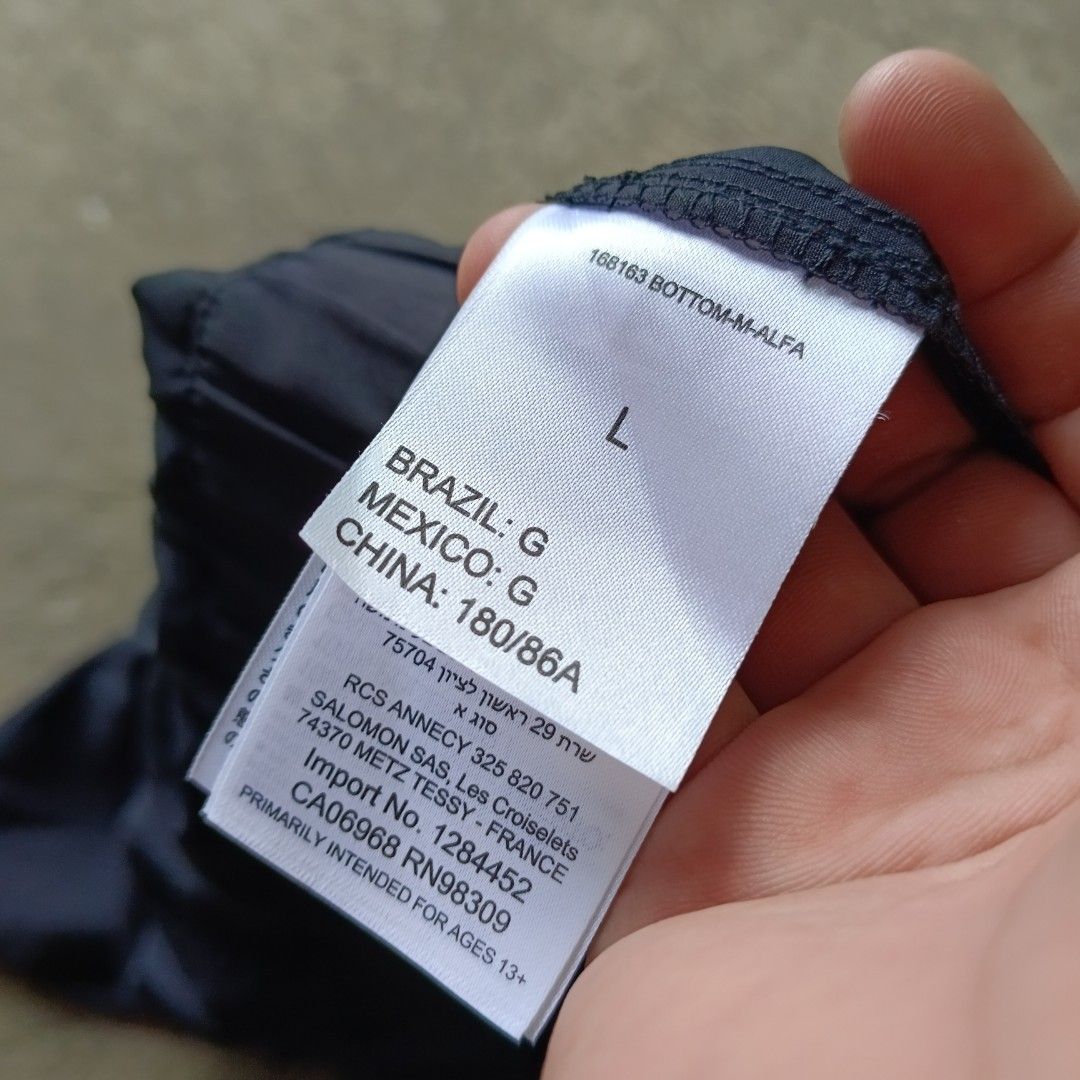 168163 BOTTOM-M-ALFA
L
BRAZIL: G
MEXICO: G
CHINA: 180/86A
שרת 29 ראשון לציון 75704
סוג א
RCS ANNECY 325 820 751
SALOMON SAS, Les Croiselets
74370 METZ TESSY - FRANCE
Import No. 1284452
CA06968 RN98309
PRIMARILY INTENDED FOR AGES 13+